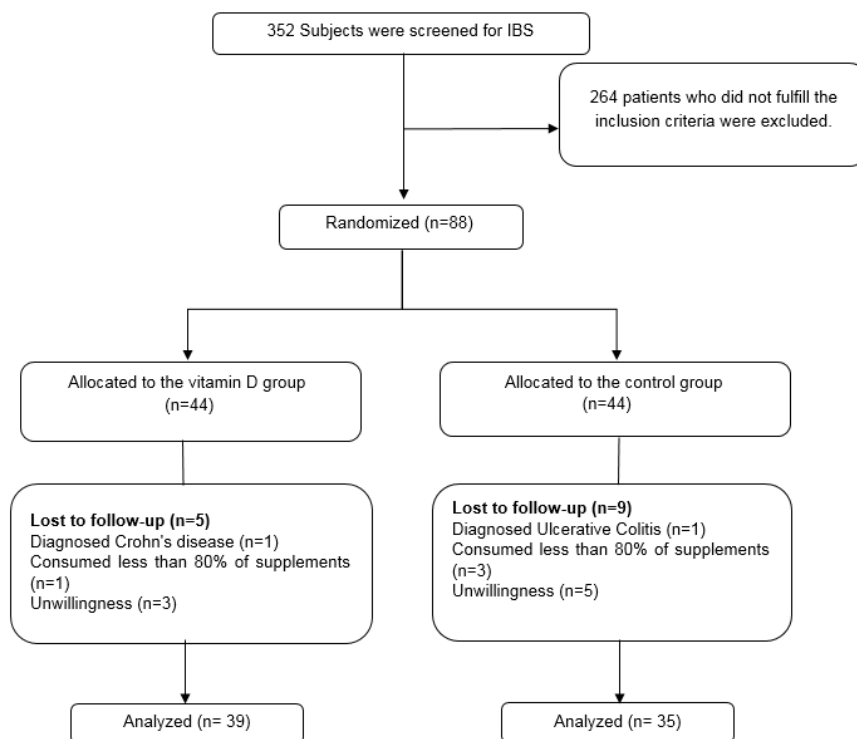 352 Subjects were screened for IBS
264 patients who did not fulfill the
inclusion criteria were excluded.
Randomized (n=88)
Allocated to the vitamin D group
(n=44)
Allocated to the control group
(n=44)
Lost to follow-up (n=5)
Diagnosed Crohn's disease (n=1)
Consumed less than 80% of supplements
(n=1)
Unwillingness (n=3)
Lost to follow-up (n=9)
Diagnosed Ulcerative Colitis (n=1)
Consumed less than 80% of supplements
(n=3)
Unwillingness (n=5)
Analyzed (n= 39)
Analyzed (n= 35)